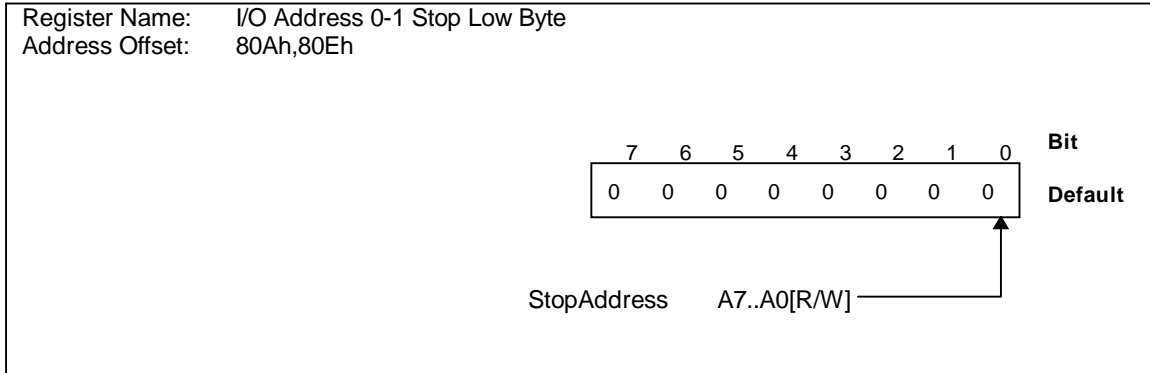 Register Name: I/O Address 0-1 Stop Low Byte
Address Offset: 80Ah,80Eh
7 6 5 4 3 2 1 0 Bit
0 0 0 0 0 0 0 0 Default
StopAddress A7..A0[R/W]